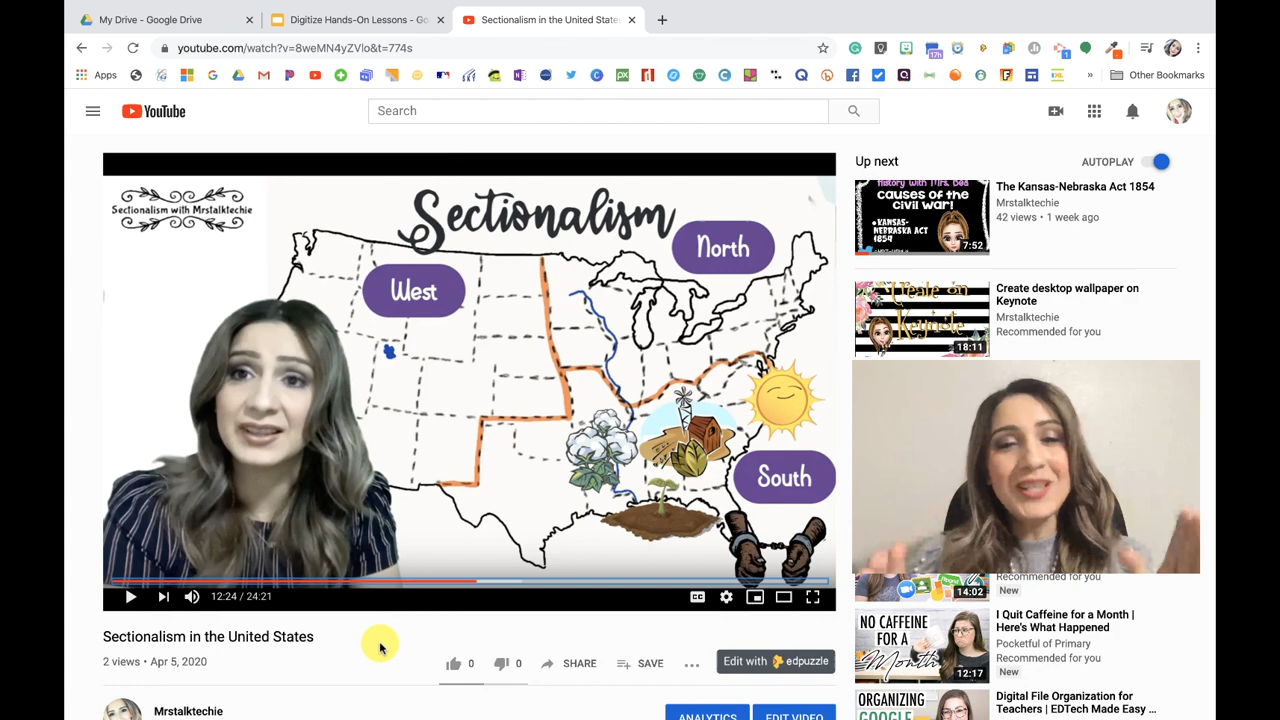 My Drive - Google Drive
Digitize Hands-On Lessons - Go
Sectionalism in the United State
youtube.com/watch?v=8weMN4yZVlo&t=774s
Apps
17h
Other Bookmarks
YouTube
Search
Sectionalism with Mrstalktechie
Sectionalism
North
West
South
12:24 / 24:21
CC
Sectionalism in the United States
2 views • Apr 5, 2020
0
0
SHARE
SAVE
Edit with edpuzzle
Mrstalktechie
ANALYTICS
EDIT VIDEO
Up next
AUTOPLAY
CAUSES OF THE
CIVIL WAR!
•KANSAS-
NEBRASKA ACT
1854
7:52
The Kansas-Nebraska Act 1854
Mrstalktechie
42 views • 1 week ago
Create on
Keynote
18:11
Create desktop wallpaper on
Keynote
Mrstalktechie
Recommended for you
14:02
Recommended for you
New
NO CAFFEINE
FOR A
MONTH
12:17
I Quit Caffeine for a Month |
Here's What Happened
Pocketful of Primary
Recommended for you
New
ORGANIZING
GOOGLE
Digital File Organization for
Teachers | EDTech Made Easy ...